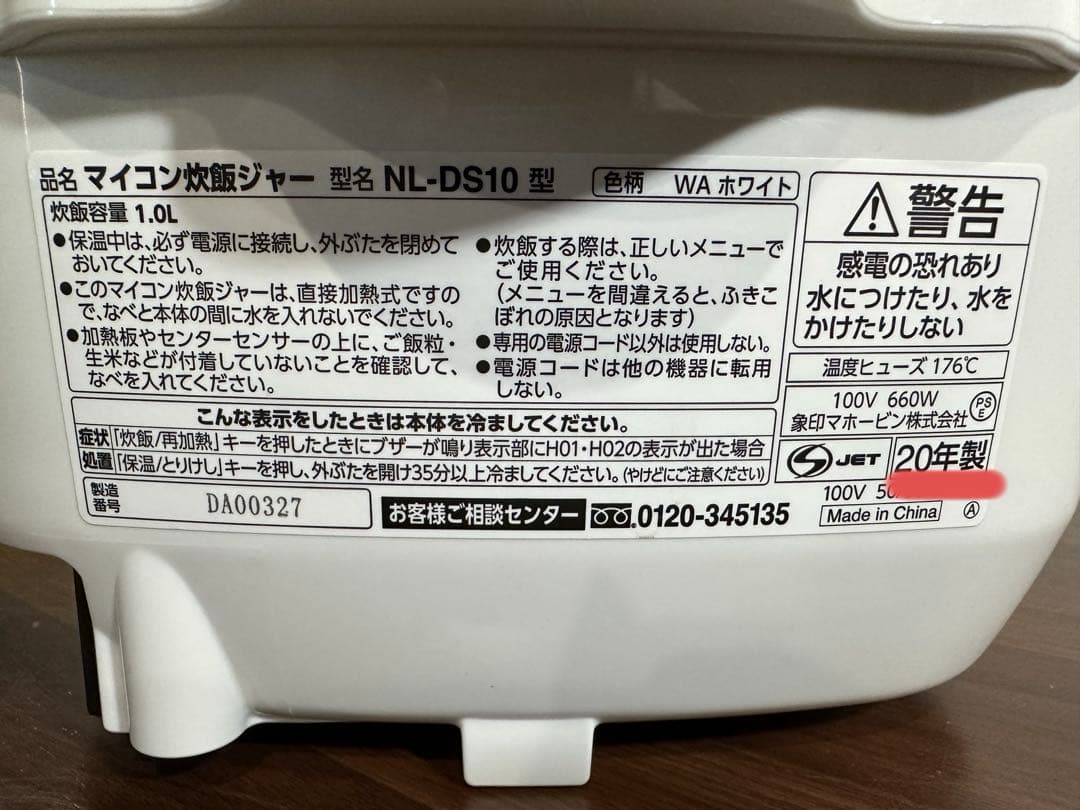 品名 マイコン炊飯ジャー 型名 NL-DS10 型 色柄 WA ホワイト
炊飯容量 1.0L
●保温中は、必ず電源に接続し、外ぶたを閉めて
おいてください。
●このマイコン炊飯ジャーは、直接加熱式ですの
で、なべと本体の間に水を入れないでください。
●加熱板やセンターセンサーの上に、ご飯粒・
生米などが付着していないことを確認して、
なべを入れてください。
●炊飯する際は、正しいメニューで
ご使用ください。
(メニューを間違えると、ふきこ
ぼれの原因となります)
●専用の電源コード以外は使用しない。
●電源コードは他の機器に転用
しない。
こんな表示をしたときは本体を冷ましてください。
症状 「炊飯/再加熱」キーを押したときにブザーが鳴り表示部にH01・H02の表示が出た場合
処置 「保温/とりけし」キーを押し、外ぶたを開け35分以上冷ましてください。(やけどにご注意ください)
製造
番号 DA00327
お客様ご相談センター 0120-345135
警告
感電の恐れあり
水につけたり、水を
かけたりしない
温度ヒューズ 176℃
100V 660W
象印マホービン株式会社
PS
E
S JET
20年製
100V 50
Made in China A